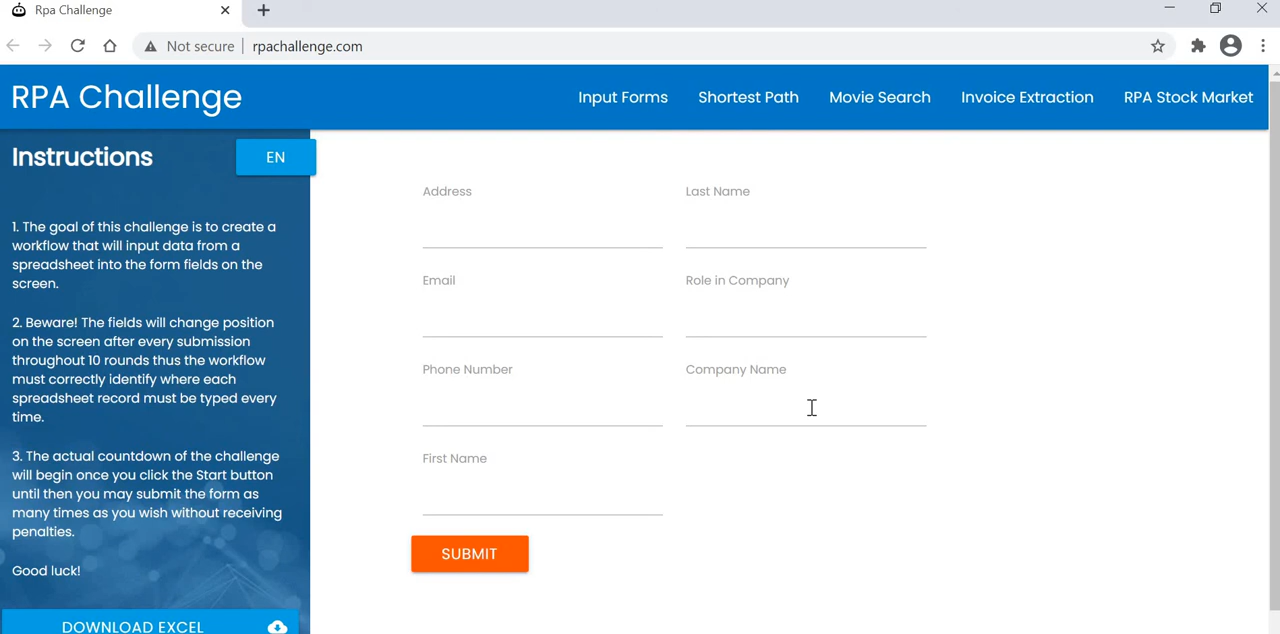 Rpa Challenge
Not secure
rpachallenge.com
RPA Challenge
Input Forms
Shortest Path
Movie Search
Invoice Extraction
RPA Stock Market
Instructions
EN
1. The goal of this challenge is to create a
workflow that will input data from a
spreadsheet into the form fields on the
screen.
2. Beware! The fields will change position
on the screen after every submission
throughout 10 rounds thus the workflow
must correctly identify where each
spreadsheet record must be typed every
time.
3. The actual countdown of the challenge
will begin once you click the Start button
until then you may submit the form as
many times as you wish without receiving
penalties.
Good luck!
DOWNLOAD EXCEL
Address
Last Name
Email
Role in Company
Phone Number
Company Name
First Name
SUBMIT